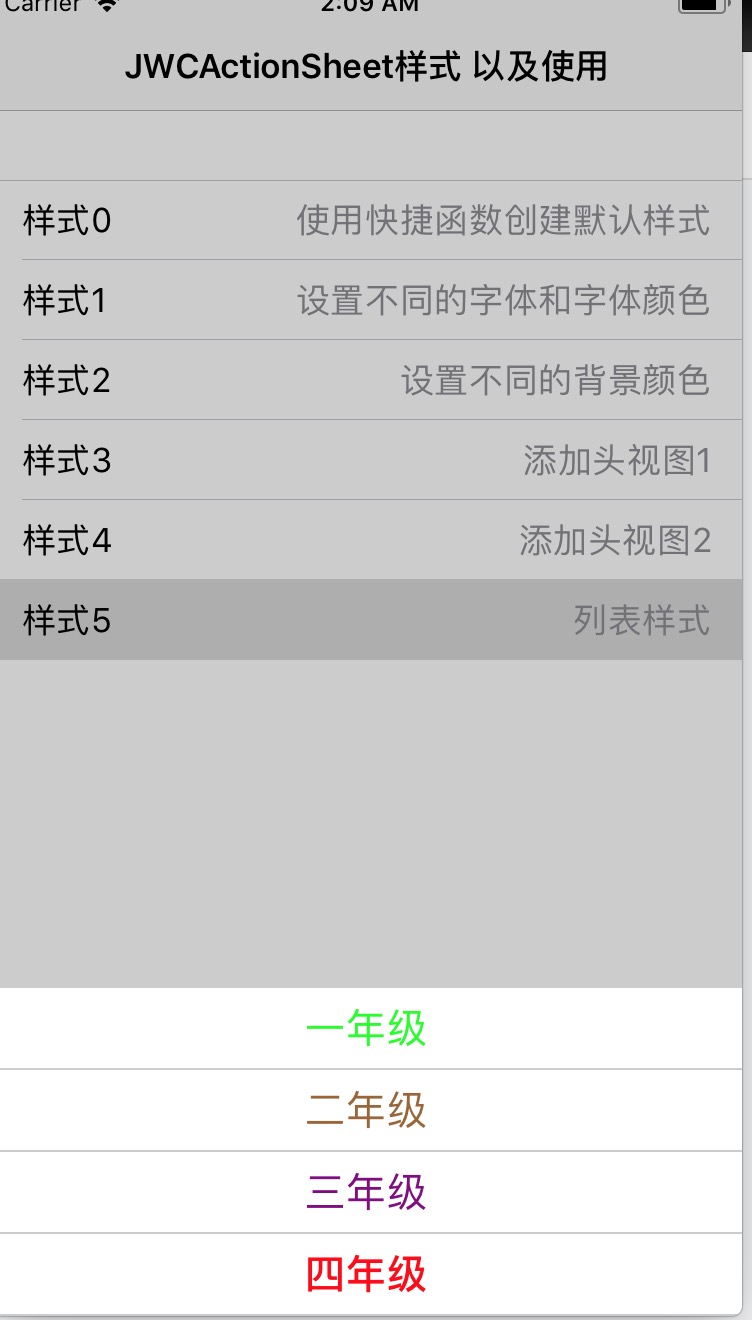 Carrier 2:09 AM
JWCActionSheet样式 以及使用
样式0 使用快捷函数创建默认样式
样式1 设置不同的字体和字体颜色
样式2 设置不同的背景颜色
样式3 添加头视图1
样式4 添加头视图2
样式5 列表样式
一年级
二年级
三年级
四年级